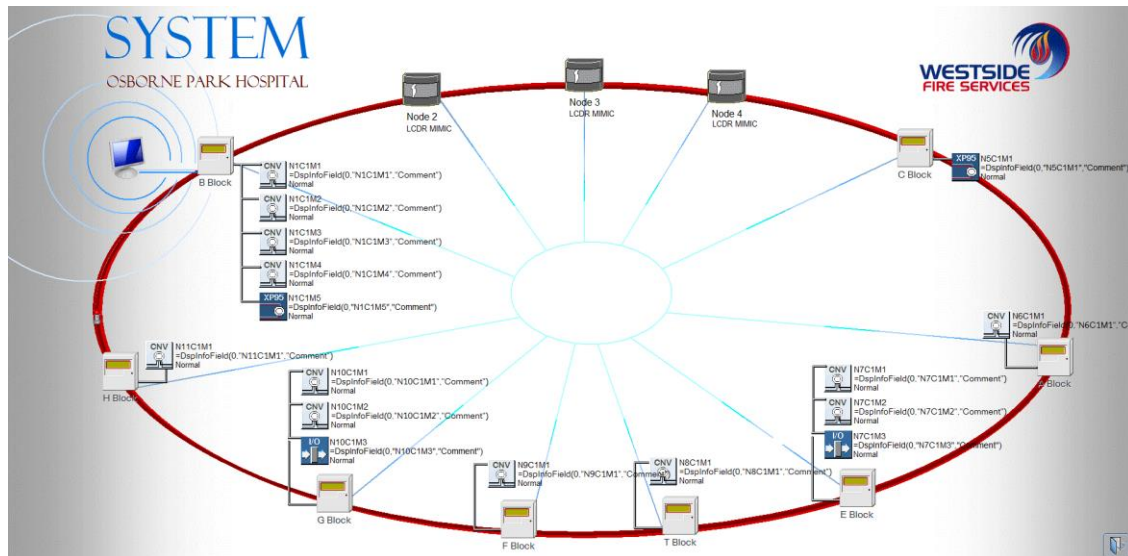 SYSTEM
OSBORNE PARK HOSPITAL
WESTSIDE
FIRE SERVICES
Node 2
LCDR MIMIC
Node 3
LCDR MIMIC
Node 4
LCDR MIMIC
B Block
CNV N1C1M1
=DspInfoField(0,"N1C1M1","Comment")
Normal
CNV N1C1M2
=DspInfoField(0,"N1C1M2","Comment")
Normal
CNV N1C1M3
=DspInfoField(0,"N1C1M3","Comment")
Normal
CNV N1C1M4
=DspInfoField(0,"N1C1M4","Comment")
Normal
XP95 N1C1M5
=DspInfoField(0,"N1C1M5","Comment")
Normal
C Block
XP95 N5C1M1
=DspInfoField(0,"N5C1M1","Comment")
Normal
CNV N6C1M1
=DspInfoField(0,"N6C1M1","C
Normal
A Block
CNV N11C1M1
=DspInfoField(0,"N11C1M1","Comment")
Normal
H Block
CNV N10C1M1
=DspInfoField(0,"N10C1M1","Comment")
Normal
CNV N10C1M2
=DspInfoField(0,"N10C1M2","Comment")
Normal
I/O N10C1M3
=DspInfoField(0,"N10C1M3","Comment")
Normal
G Block
CNV N9C1M1
=DspInfoField(0,"N9C1M1","Comment")
Normal
F Block
CNV N8C1M1
=DspInfoField(0,"N8C1M1","Comment")
Normal
T Block
CNV N7C1M1
=DspInfoField(0,"N7C1M1","Comment")
Normal
CNV N7C1M2
=DspInfoField(0,"N7C1M2","Comment")
Normal
I/O N7C1M3
=DspInfoField(0,"N7C1M3","Comment")
Normal
E Block